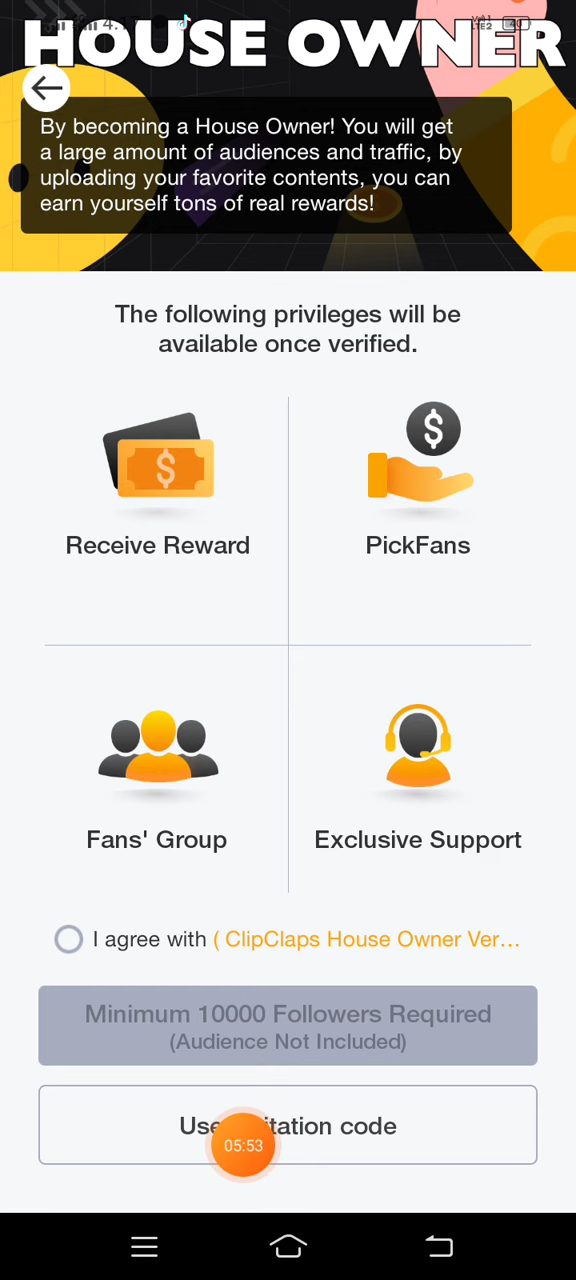 HOUSE OWNER
By becoming a House Owner! You will get
a large amount of audiences and traffic, by
uploading your favorite contents, you can
earn yourself tons of real rewards!
The following privileges will be
available once verified.
Receive Reward
PickFans
Fans' Group
Exclusive Support
I agree with ( ClipClaps House Owner Ver...
Minimum 10000 Followers Required
(Audience Not Included)
code
05:53